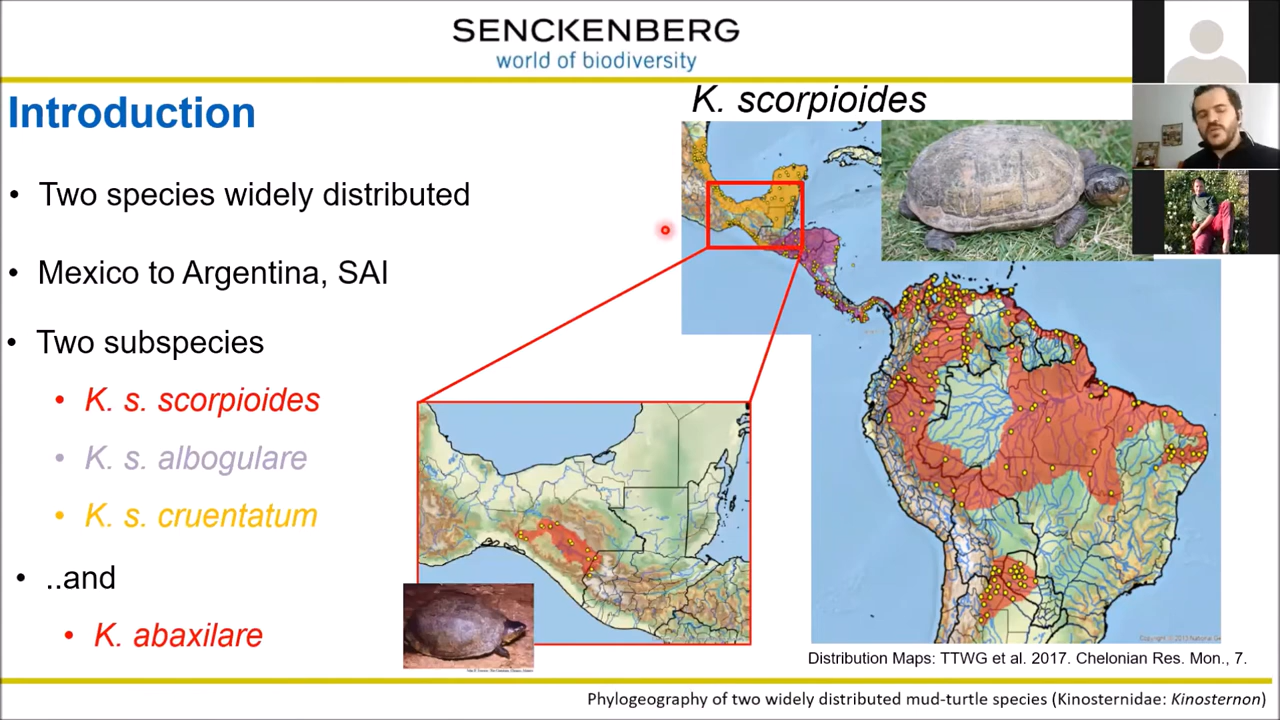 SENCKENBERG
world of biodiversity
Introduction
K. scorpioides
• Two species widely distributed
• Mexico to Argentina, SAI
• Two subspecies
• K. s. scorpioides
• K. s. albogulare
• K. s. cruentatum
• ..and
• K. abaxilare
Distribution Maps: TTWG et al. 2017. Chelonian Res. Mon., 7.
Phylogeography of two widely distributed mud-turtle species (Kinosternidae: Kinosternon)